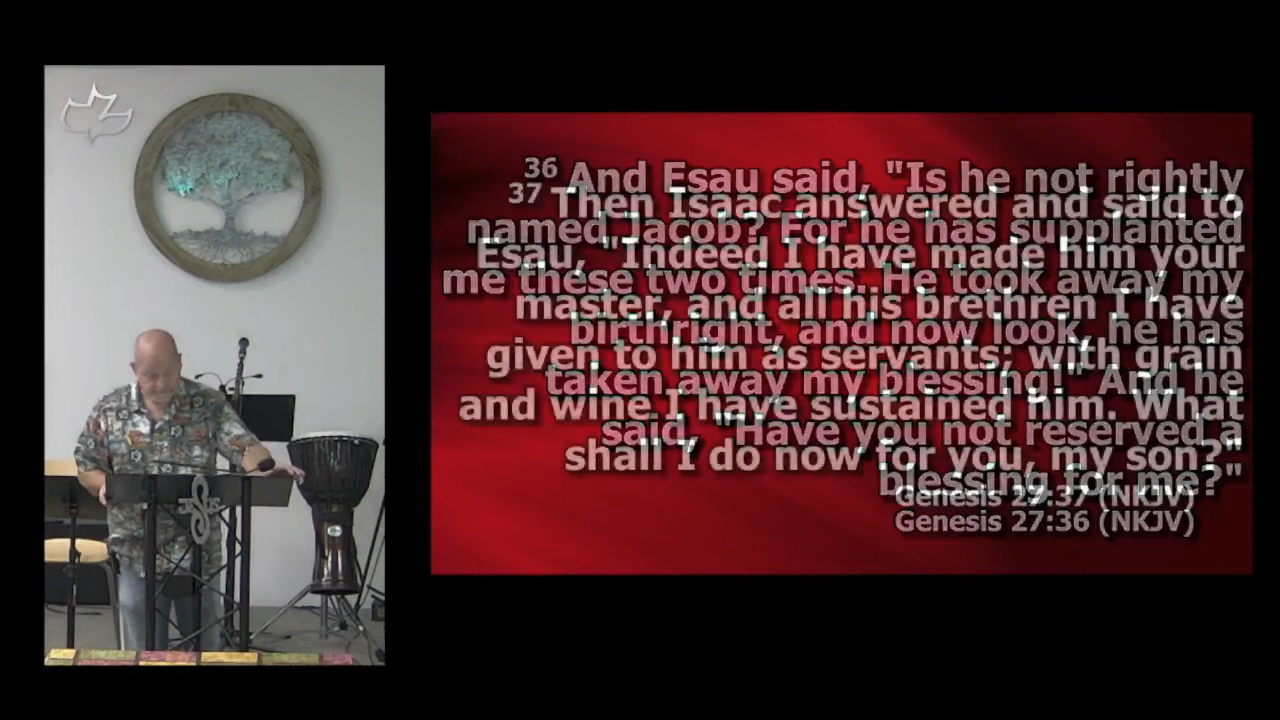 36 And Esau said, "Is he not rightly
named Jacob? For he has supplanted
me these two times. He took away my
birthright, and now look, he has
taken away my blessing!" And he
said, "Have you not reserved a
blessing for me?"
Genesis 27:36 (NKJV)
37 Then Isaac answered and said to
Esau, "Indeed I have made him your
master, and all his brethren I have
given to him as servants; with grain
and wine I have sustained him. What
shall I do now for you, my son?"
Genesis 27:37 (NKJV)